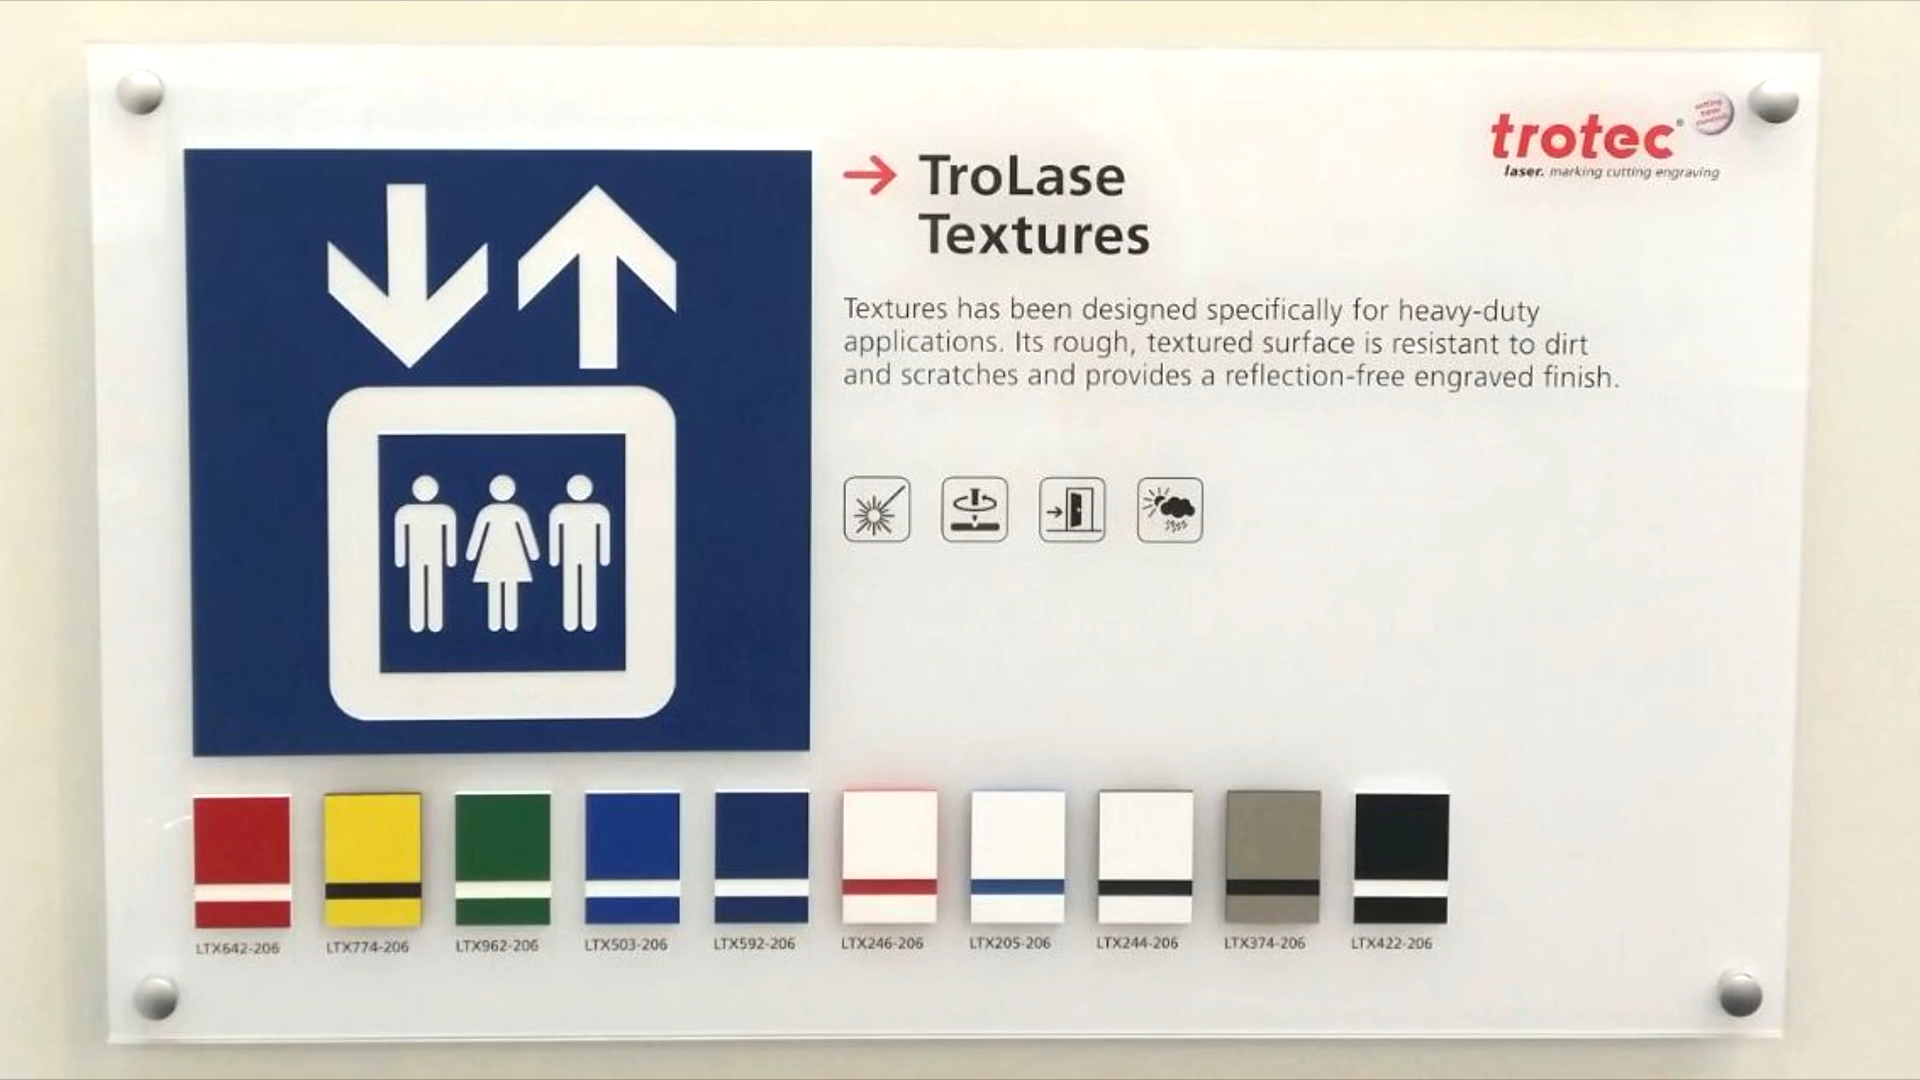 trotec®
laser. marking cutting engraving
→ TroLase
Textures
Textures has been designed specifically for heavy-duty
applications. Its rough, textured surface is resistant to dirt
and scratches and provides a reflection-free engraved finish.
LTX642-206
LTX774-206
LTX962-206
LTX503-206
LTX592-206
LTX246-206
LTX205-206
LTX244-206
LTX374-206
LTX422-206